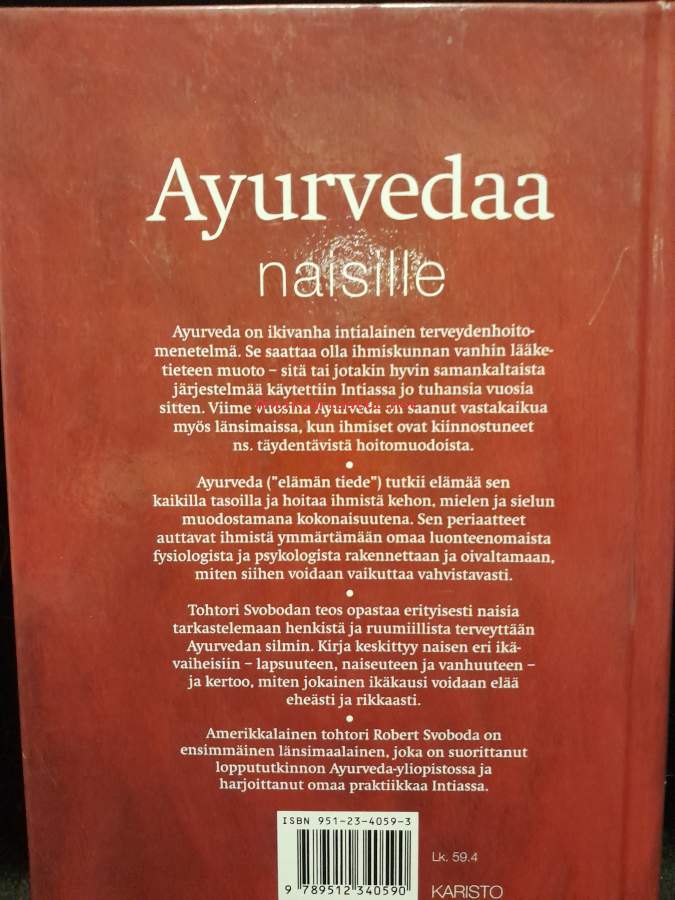 Ayurvedaa
naisille
Ayurveda on ikivanha intialainen terveydenhoito-
menetelmä. Se saattaa olla ihmiskunnan vanhin lääke-
tieteen muoto – sitä tai jotakin hyvin samankaltaista
järjestelmää käytettiin Intiassa jo tuhansia vuosia
sitten. Viime vuosina Ayurveda on saanut vastakaikua
myös länsimaissa, kun ihmiset ovat kiinnostuneet
ns. täydentävistä hoitomuodoista.
•
Ayurveda ("elämän tiede") tutkii elämää sen
kaikilla tasoilla ja hoitaa ihmistä kehon, mielen ja sielun
muodostamana kokonaisuutena. Sen periaatteet
auttavat ihmistä ymmärtämään omaa luonteenomaista
fysiologista ja psykologista rakennettaan ja oivaltamaan,
miten siihen voidaan vaikuttaa vahvistavasti.
•
Tohtori Svobodan teos opastaa erityisesti naisia
tarkastelemaan henkistä ja ruumiillista terveyttään
Ayurvedan silmin. Kirja keskittyy naisen eri ikä-
vaiheisiin – lapsuuteen, naiseuteen ja vanhuuteen –
ja kertoo, miten jokainen ikäkausi voidaan elää
eheästi ja rikkaasti.
•
Amerikkalainen tohtori Robert Svoboda on
ensimmäinen länsimaalainen, joka on suorittanut
loppututkinnon Ayurveda-yliopistossa ja
harjoittanut omaa praktiikkaa Intiassa.
ISBN 951-23-4059-3
9 789512 340590
Lk. 59.4
KARISTO